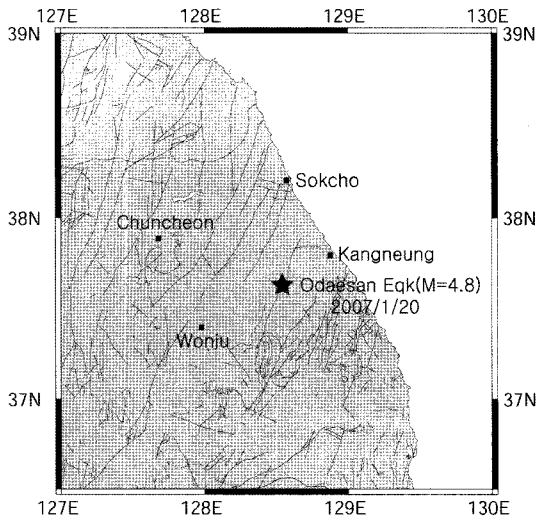 127E 128E 129E 130E
39N 39N
Sokcho
38N 38N
Chuncheon
Kangneung
Odaesan Eqk(M=4.8)
2007/1/20
Wonju
37N 37N
127E 128E 129E 130E